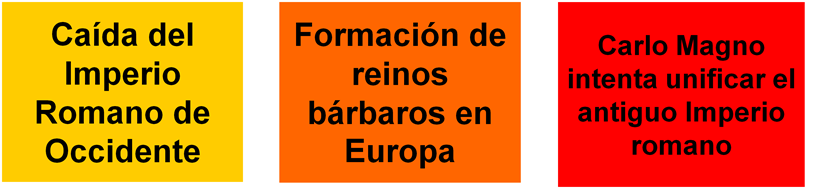 Caída del
Imperio
Romano de
Occidente
Formación de
reinos
bárbaros en
Europa
Carlo Magno
intenta unificar el
antiguo Imperio
romano